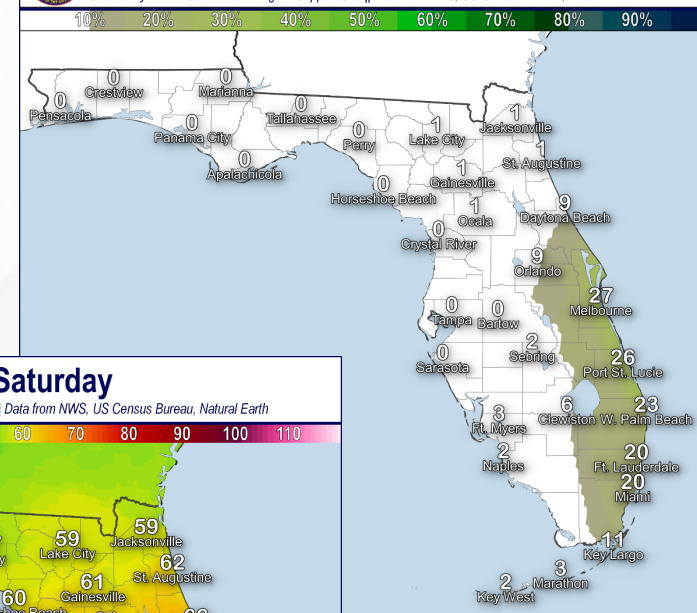 10% 20% 30% 40% 50% 60% 70% 80% 90%
0
Crestview
0
Marianna
0
Pensacola
0
Tallahassee
0
Panama City
0
Perry
1
Lake City
1
Jacksonville
0
Apalachicola
1
St. Augustine
1
Gainesville
0
Horseshoe Beach
1
Ocala
9
Daytona Beach
0
Crystal River
9
Orlando
27
Melbourne
0
Tampa
0
Bartow
2
Sebring
0
Sarasota
26
Port St. Lucie
6
Clewiston
23
W. Palm Beach
3
Ft. Myers
2
Naples
20
Ft. Lauderdale
20
Miami
11
Key Largo
3
Marathon
2
Key West
Saturday
Data from NWS, US Census Bureau, Natural Earth
60 70 80 90 100 110
59
Lake City
59
Jacksonville
62
St. Augustine
61
Gainesville
60